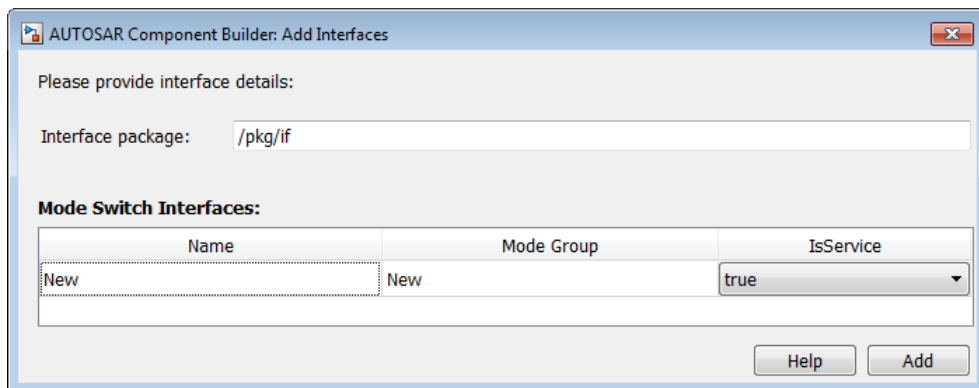 AUTOSAR Component Builder: Add Interfaces
Please provide interface details:
Interface package: /pkg/if
Mode Switch Interfaces:
Name Mode Group IsService
New New true
Help Add